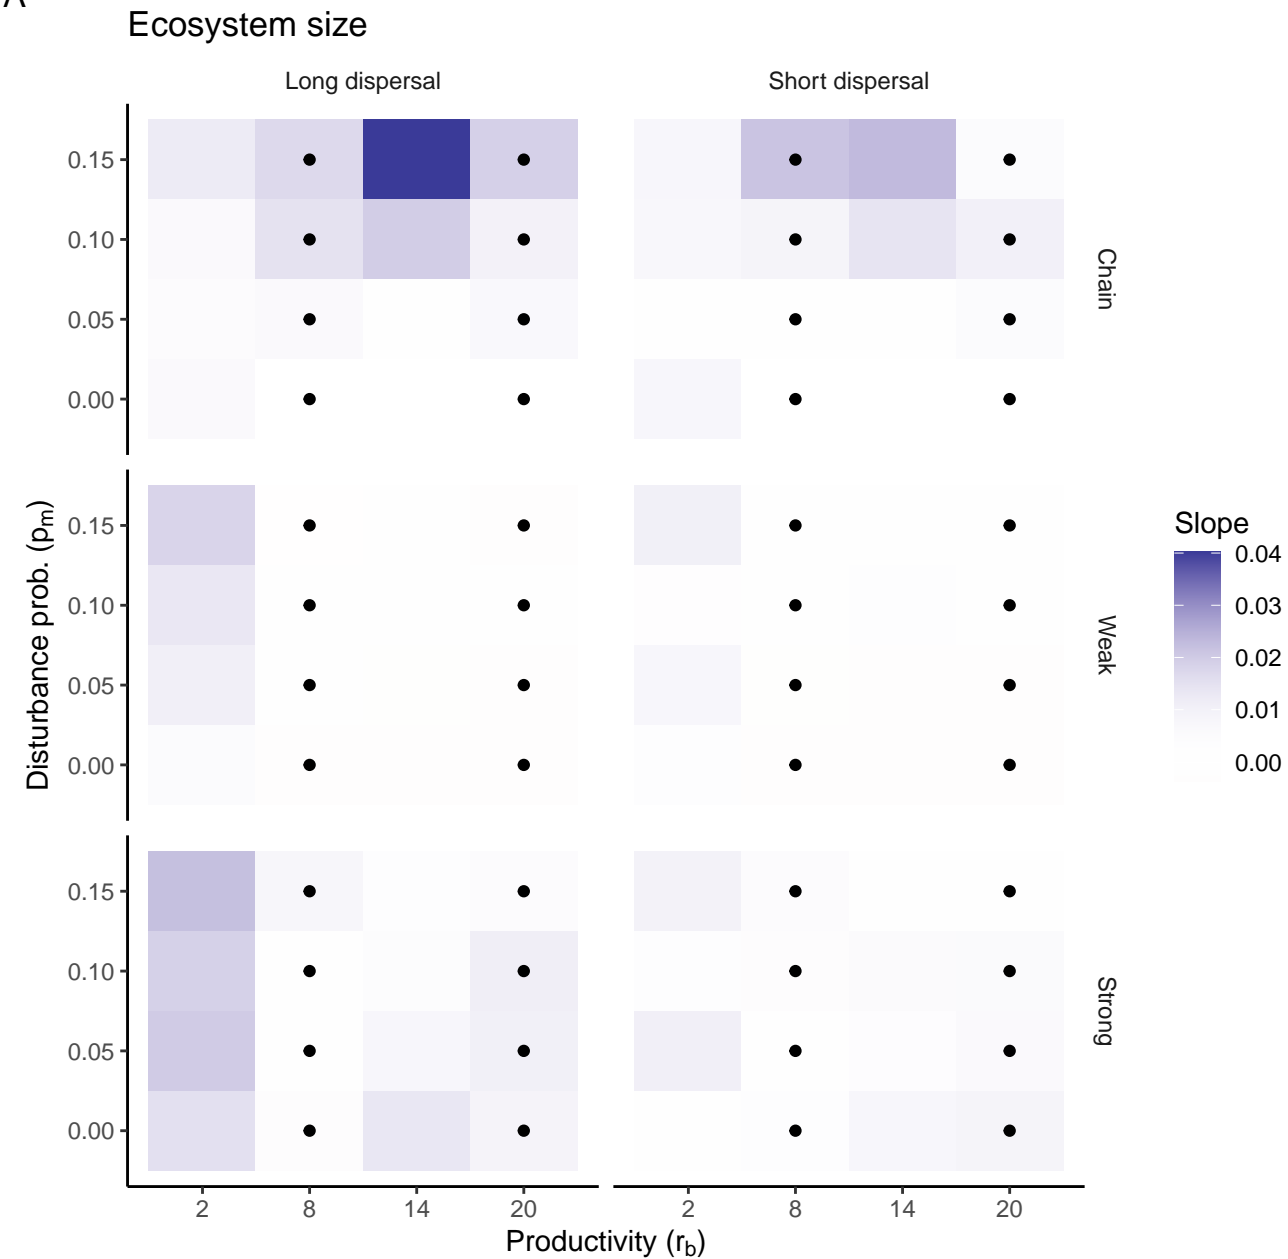 Ecosystem size
Long dispersal
Short dispersal
0.15
0.10
0.05
0.00
Chain
0.15
0.10
0.05
0.00
Weak
0.15
0.10
0.05
0.00
Strong
Disturbance prob. (pm)
2 8 14 20
2 8 14 20
Productivity (rb)
Slope
0.04
0.03
0.02
0.01
0.00